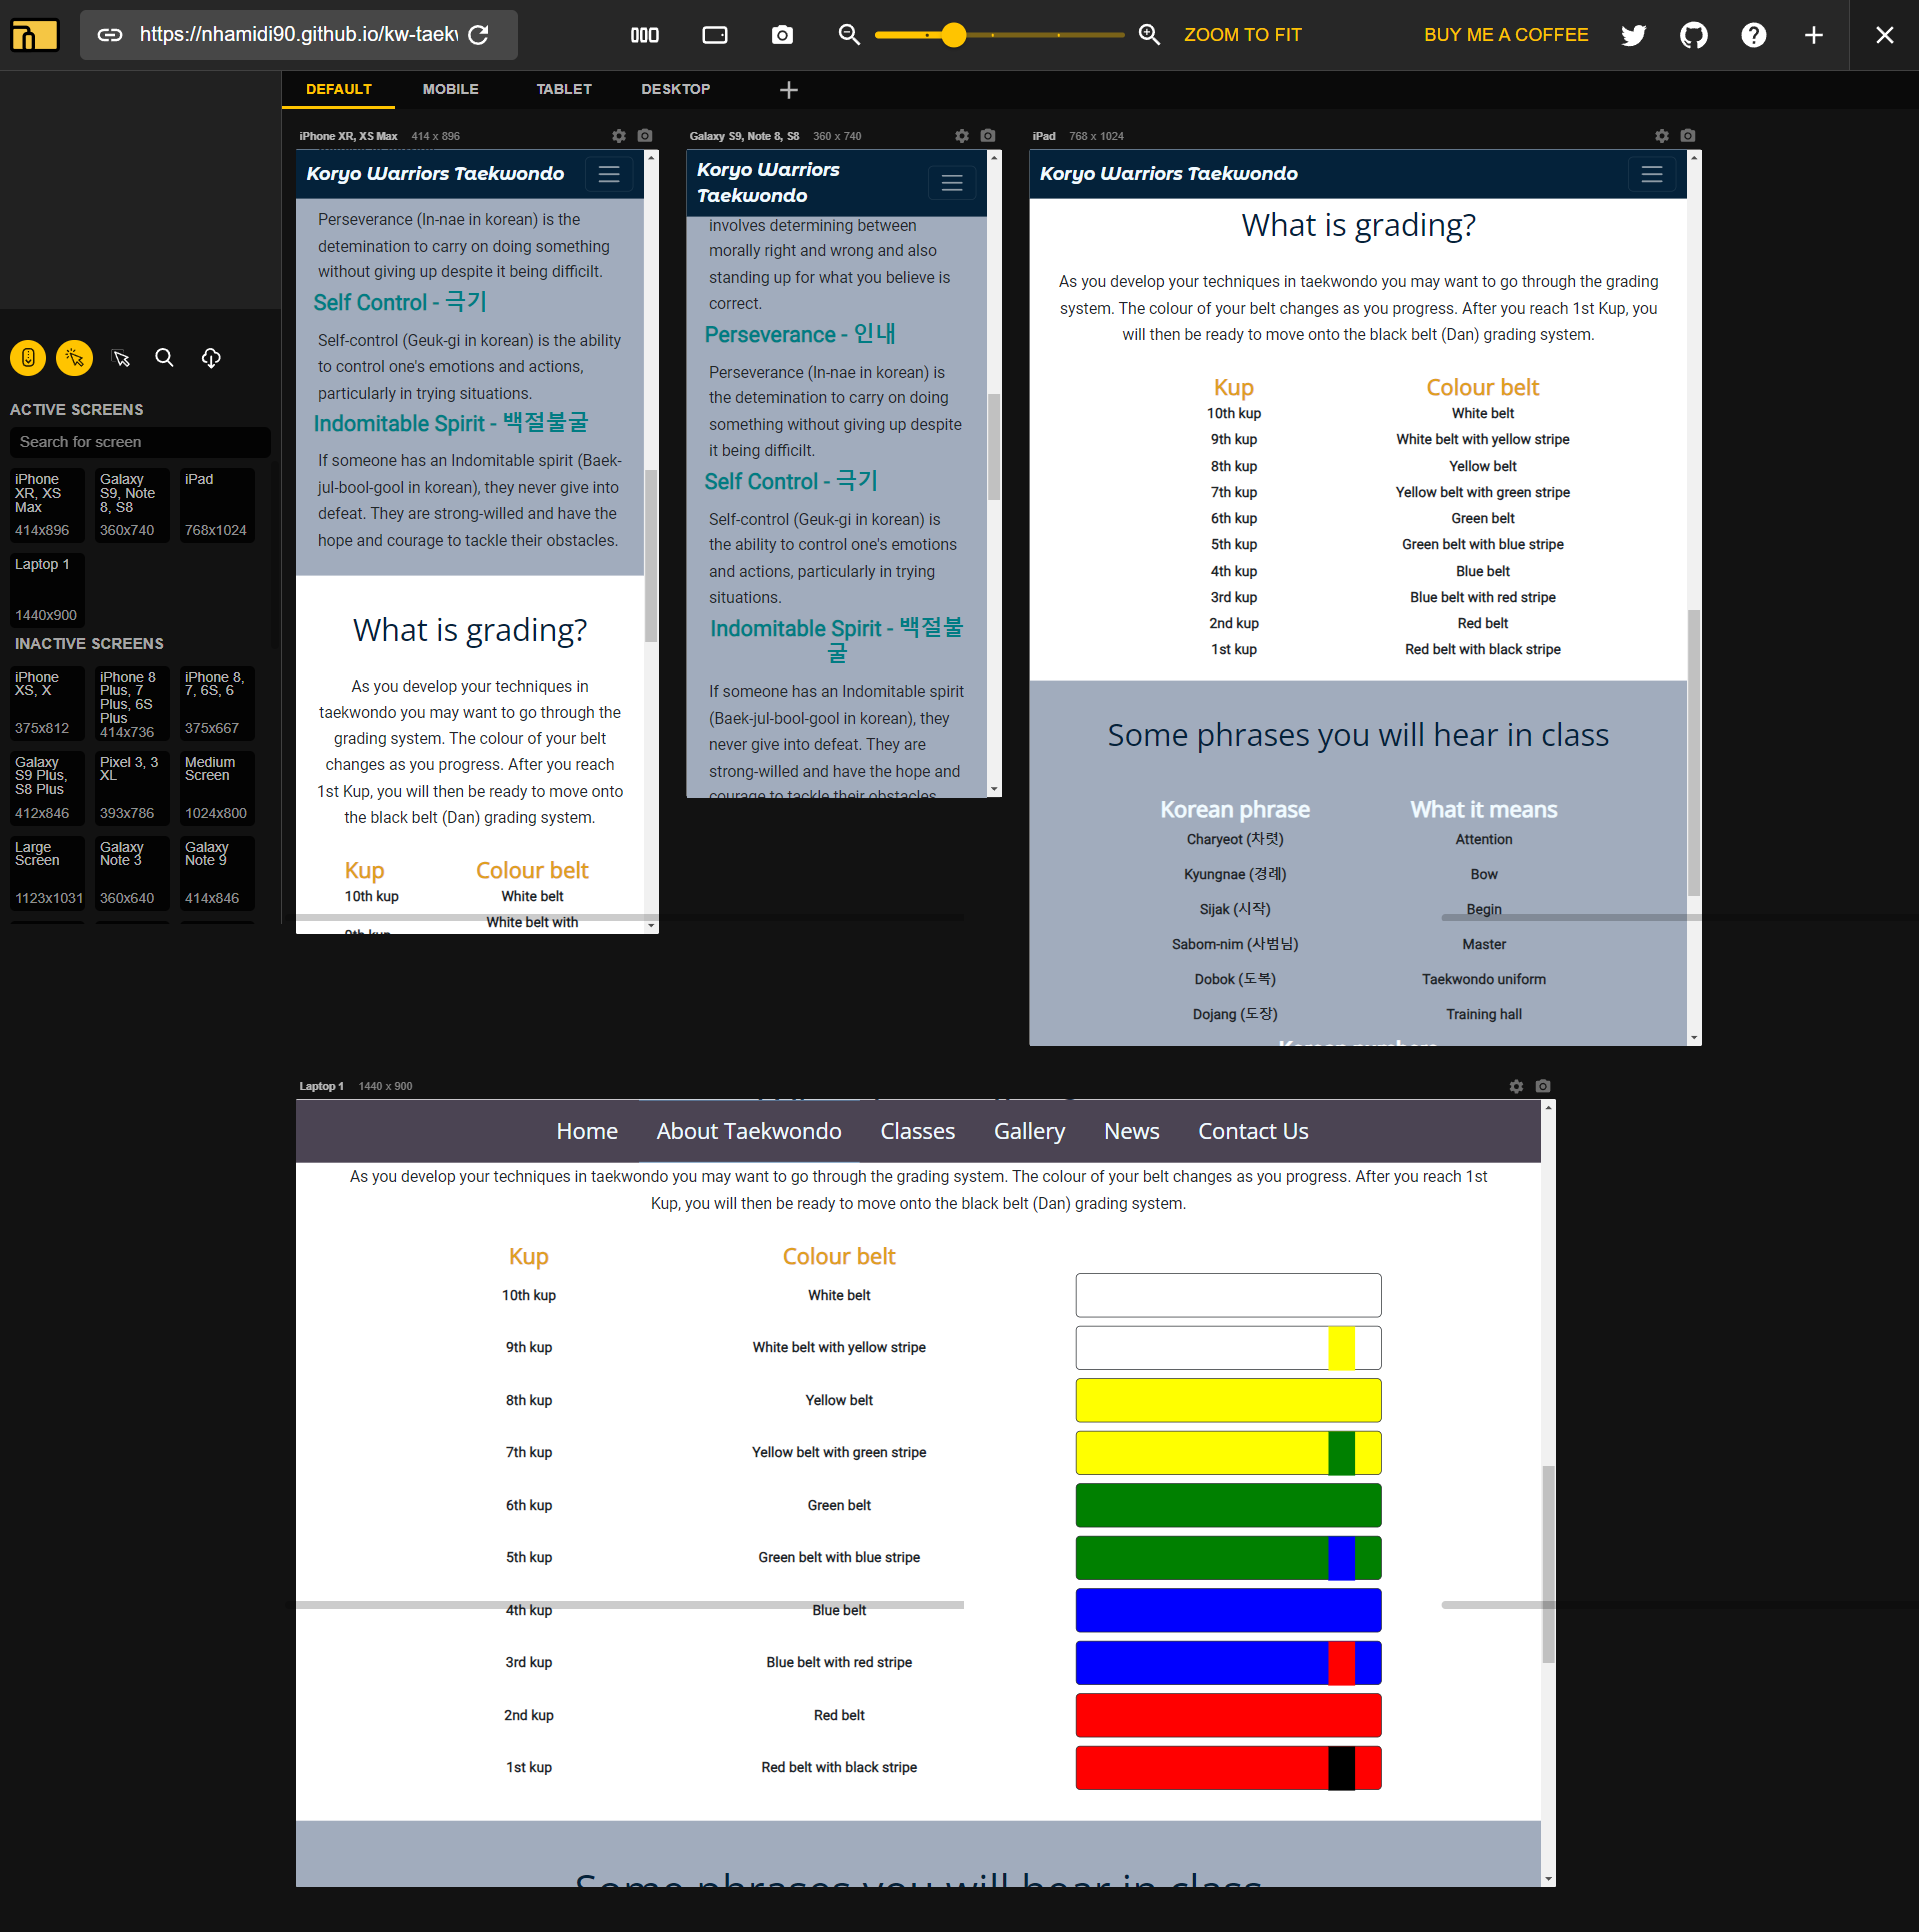 https://nhamidi90.github.io/kw-taekw
ZOOM TO FIT
BUY ME A COFFEE
DEFAULT
MOBILE
TABLET
DESKTOP
ACTIVE SCREENS
Search for screen
iPhone XR, XS Max
414x896
Galaxy S9, Note 8, S8
360x740
iPad
768x1024
Laptop 1
1440x900
INACTIVE SCREENS
iPhone XS, X
375x812
iPhone 8 Plus, 7 Plus, 6S Plus
414x736
iPhone 8, 7, 6S, 6
375x667
Galaxy S9 Plus, S8 Plus
412x846
Pixel 3, 3 XL
393x786
Medium Screen
1024x800
Large Screen
1123x1031
Galaxy Note 3
360x640
Galaxy Note 9
414x846
iPhone XR, XS Max 414 x 896
Koryo Warriors Taekwondo
Perseverance (In-nae in korean) is the
detemination to carry on doing something
without giving up despite it being difficilt.
Self Control - 극기
Self-control (Geuk-gi in korean) is the ability
to control one's emotions and actions,
particularly in trying situations.
Indomitable Spirit - 백절불굴
If someone has an Indomitable spirit (Baek-
jul-bool-gool in korean), they never give into
defeat. They are strong-willed and have the
hope and courage to tackle their obstacles.
What is grading?
As you develop your techniques in
taekwondo you may want to go through the
grading system. The colour of your belt
changes as you progress. After you reach
1st Kup, you will then be ready to move onto
the black belt (Dan) grading system.
Kup Colour belt
10th kup White belt
9th kup White belt with
Galaxy S9, Note 8, S8 360 x 740
Koryo Warriors
Taekwondo
involves determining between
morally right and wrong and also
standing up for what you believe is
correct.
Perseverance - 인내
Perseverance (In-nae in korean) is
the detemination to carry on doing
something without giving up despite
it being difficilt.
Self Control - 극기
Self-control (Geuk-gi in korean) is
the ability to control one's emotions
and actions, particularly in trying
situations.
Indomitable Spirit - 백절불
굴
If someone has an Indomitable spirit
(Baek-jul-bool-gool in korean), they
never give into defeat. They are
strong-willed and have the hope and
courage to tackle their obstacles
iPad 768 x 1024
Koryo Warriors Taekwondo
What is grading?
As you develop your techniques in taekwondo you may want to go through the grading
system. The colour of your belt changes as you progress. After you reach 1st Kup, you
will then be ready to move onto the black belt (Dan) grading system.
Kup Colour belt
10th kup White belt
9th kup White belt with yellow stripe
8th kup Yellow belt
7th kup Yellow belt with green stripe
6th kup Green belt
5th kup Green belt with blue stripe
4th kup Blue belt
3rd kup Blue belt with red stripe
2nd kup Red belt
1st kup Red belt with black stripe
Some phrases you will hear in class
Korean phrase What it means
Charyeot (차렷) Attention
Kyungnae (경례) Bow
Sijak (시작) Begin
Sabom-nim (사범님) Master
Dobok (도복) Taekwondo uniform
Dojang (도장) Training hall
Korean numbers
Laptop 1 1440 x 900
Home About Taekwondo Classes Gallery News Contact Us
As you develop your techniques in taekwondo you may want to go through the grading system. The colour of your belt changes as you progress. After you reach 1st
Kup, you will then be ready to move onto the black belt (Dan) grading system.
Kup Colour belt
10th kup White belt
9th kup White belt with yellow stripe
8th kup Yellow belt
7th kup Yellow belt with green stripe
6th kup Green belt
5th kup Green belt with blue stripe
4th kup Blue belt
3rd kup Blue belt with red stripe
2nd kup Red belt
1st kup Red belt with black stripe
Some phrases you will hear in class